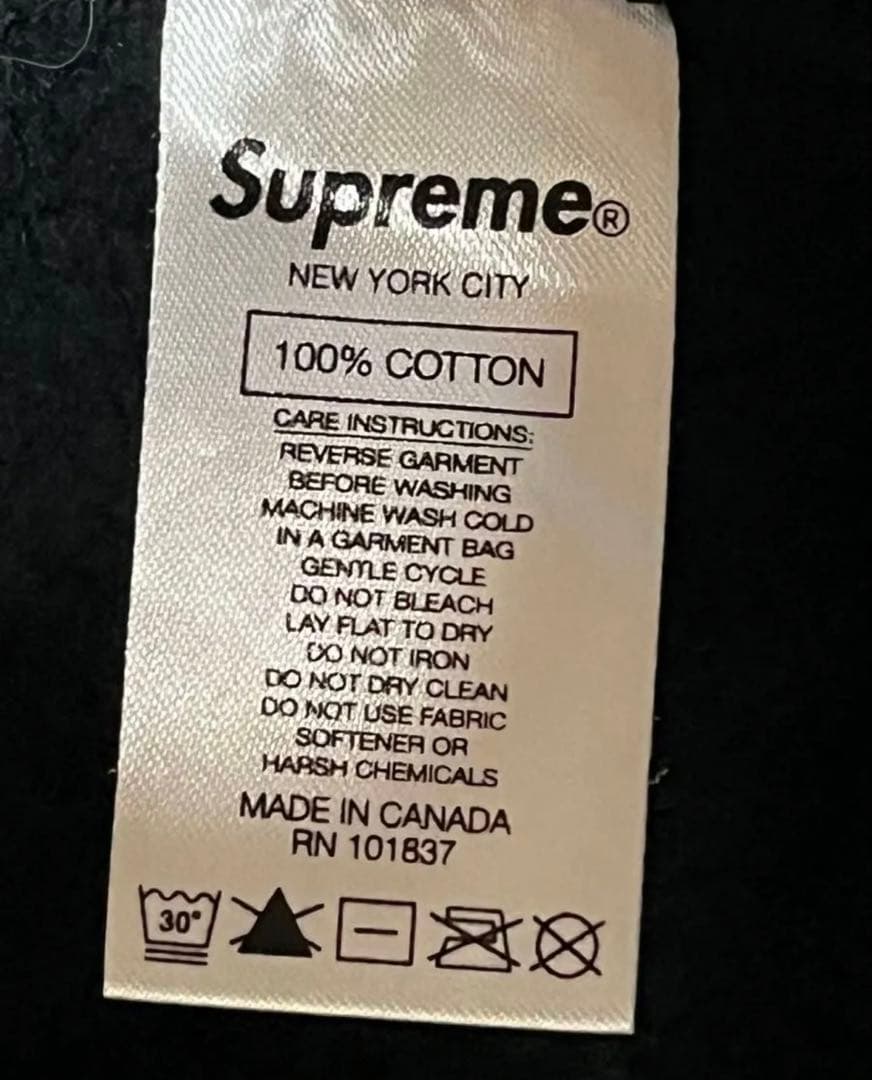 Supreme®
NEW YORK CITY
100% COTTON
CARE INSTRUCTIONS:
REVERSE GARMENT
BEFORE WASHING
MACHINE WASH COLD
IN A GARMENT BAG
GENTLE CYCLE
DO NOT BLEACH
LAY FLAT TO DRY
DO NOT IRON
DO NOT DRY CLEAN
DO NOT USE FABRIC
SOFTENER OR
HARSH CHEMICALS
MADE IN CANADA
RN 101837
30°